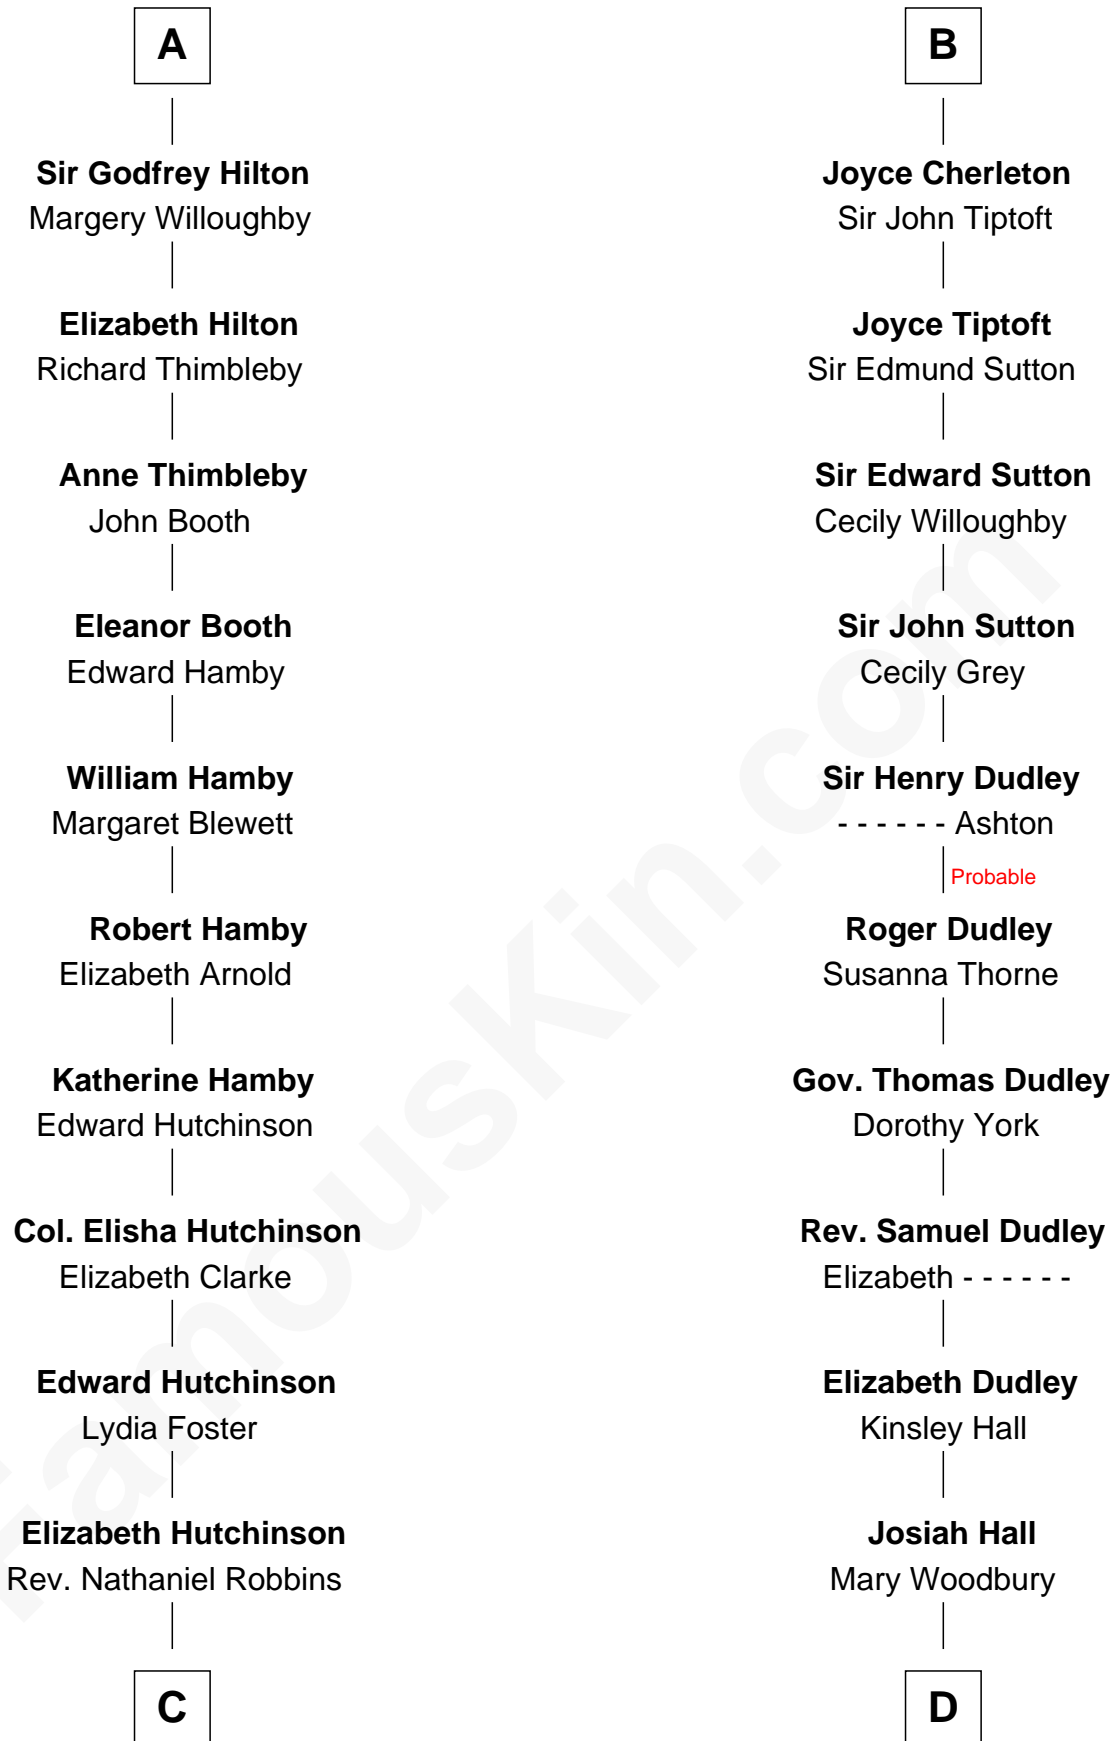 A
Sir Godfrey Hilton
Margery Willoughby
Elizabeth Hilton
Richard Thimbleby
Anne Thimbleby
John Booth
Eleanor Booth
Edward Hamby
William Hamby
Margaret Blewett
Robert Hamby
Elizabeth Arnold
Katherine Hamby
Edward Hutchinson
Col. Elisha Hutchinson
Elizabeth Clarke
Edward Hutchinson
Lydia Foster
Elizabeth Hutchinson
Rev. Nathaniel Robbins
C
B
Joyce Cherleton
Sir John Tiptoft
Joyce Tiptoft
Sir Edmund Sutton
Sir Edward Sutton
Cecily Willoughby
Sir John Sutton
Cecily Grey
Sir Henry Dudley
- - - - - - Ashton
Probable
Roger Dudley
Susanna Thorne
Gov. Thomas Dudley
Dorothy York
Rev. Samuel Dudley
Elizabeth - - - - - -
Elizabeth Dudley
Kinsley Hall
Josiah Hall
Mary Woodbury
D
FamousKin.com